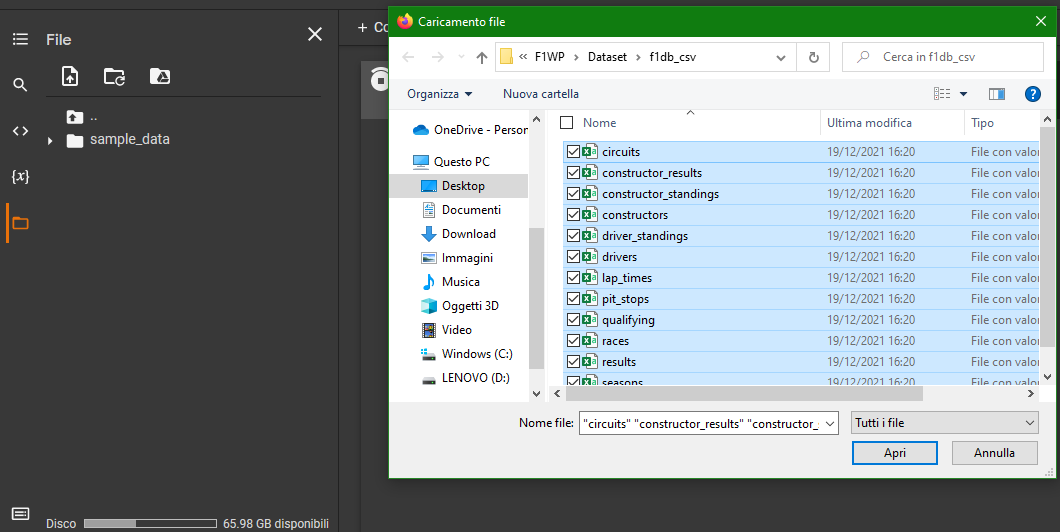 File
..
sample_data
{x}
Disco
65.98 GB disponibili
+ Co
Caricamento file
« F1WP > Dataset > f1db_csv
Cerca in f1db_csv
Organizza
Nuova cartella
?
OneDrive - Person
Questo PC
Desktop
Documenti
Download
Immagini
Musica
Oggetti 3D
Video
Windows (C:)
LENOVO (D:)
Nome Ultima modifica Tipo
circuits 19/12/2021 16:20 File con valor
constructor_results 19/12/2021 16:20 File con valor
constructor_standings 19/12/2021 16:20 File con valor
constructors 19/12/2021 16:20 File con valor
driver_standings 19/12/2021 16:20 File con valor
drivers 19/12/2021 16:20 File con valor
lap_times 19/12/2021 16:20 File con valor
pit_stops 19/12/2021 16:20 File con valor
qualifying 19/12/2021 16:20 File con valor
races 19/12/2021 16:20 File con valor
results 19/12/2021 16:20 File con valor
seasons 19/12/2021 16:20 File con valor
Nome file: "circuits" "constructor_results" "constructor_s
Tutti i file
Apri
Annulla